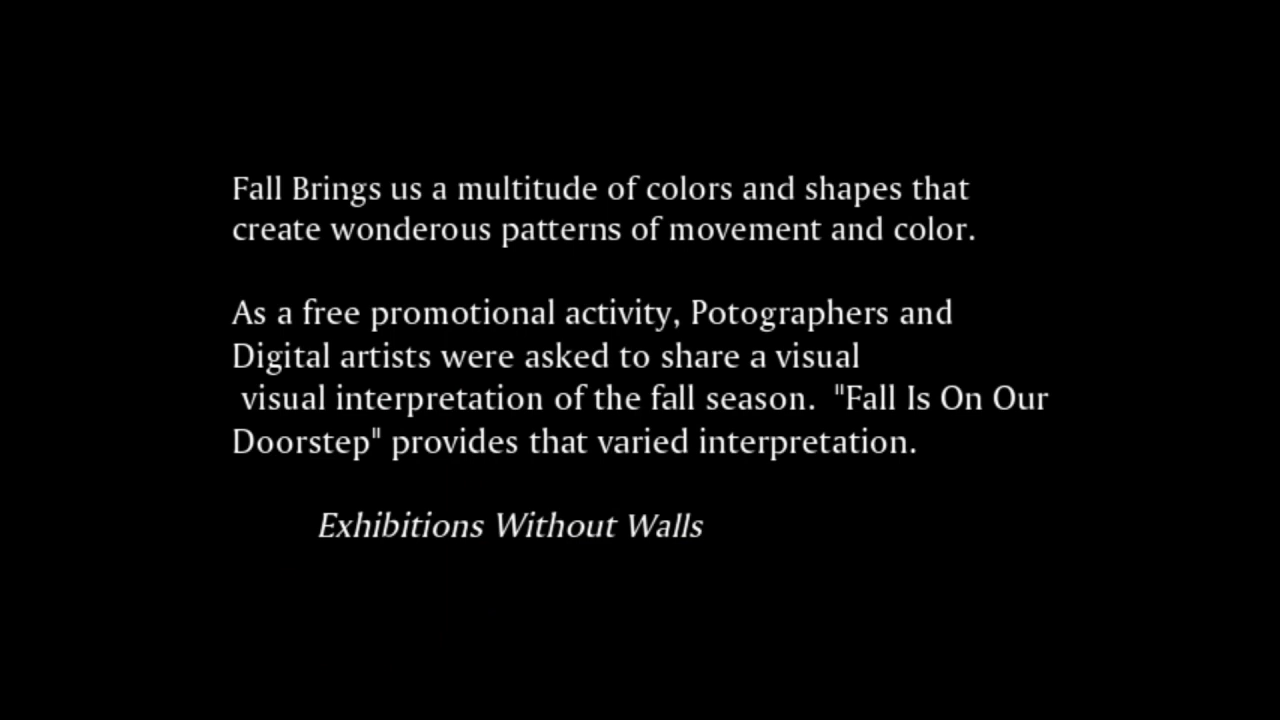 Fall Brings us a multitude of colors and shapes that
create wonderous patterns of movement and color.
As a free promotional activity, Potographers and
Digital artists were asked to share a visual
visual interpretation of the fall season.  "Fall Is On Our
Doorstep" provides that varied interpretation.
Exhibitions Without Walls